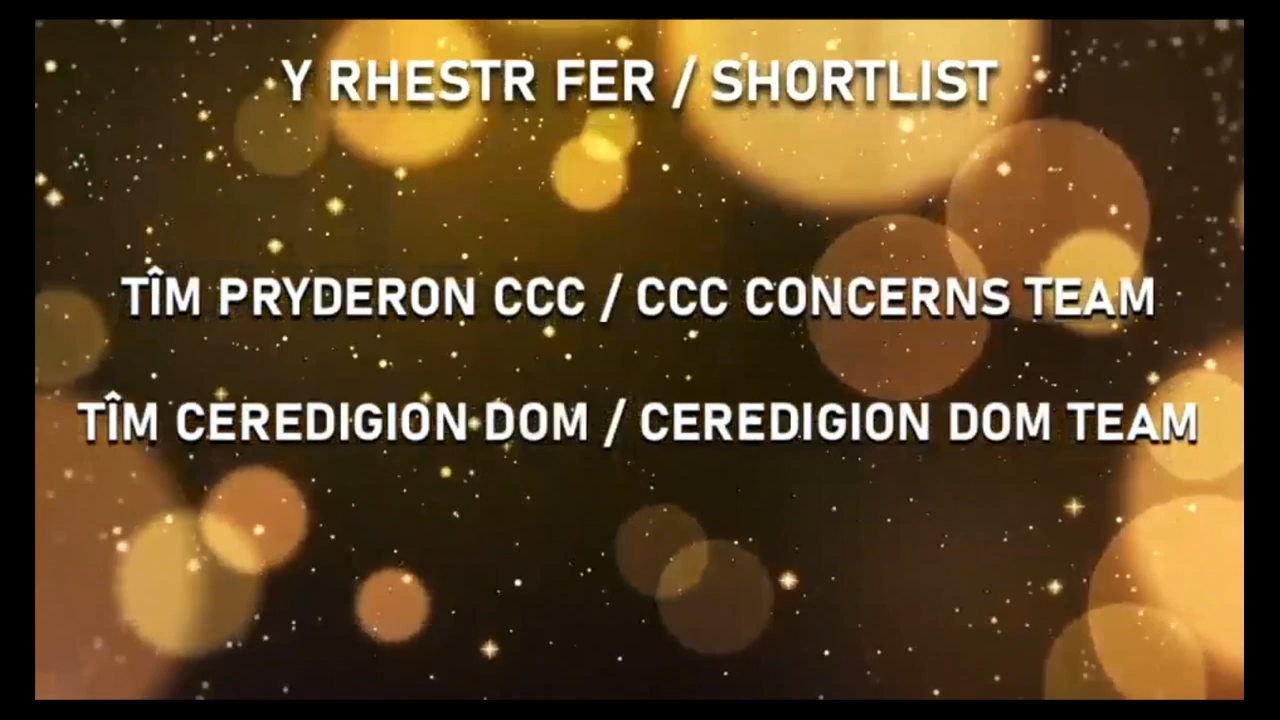 Y RHESTR FER / SHORTLIST
TÎM PRYDERON CCC / CCC CONCERNS TEAM
TÎM CEREDIGION DOM / CEREDIGION DOM TEAM